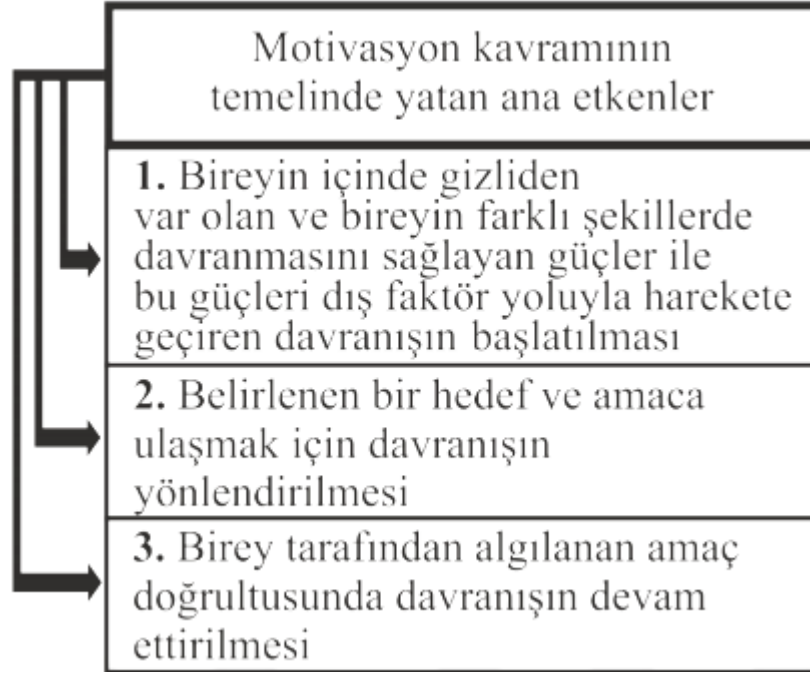 Motivasyon kavramının
temelinde yatan ana etkenler
1. Bireyin içinde gizliden
var olan ve bireyin farklı şekillerde
davranmasını sağlayan güçler ile
bu güçleri dış faktör yoluyla harekete
geçiren davranışın başlatılması
2. Belirlenen bir hedef ve amaca
ulaşmak için davranışın
yönlendirilmesi
3. Birey tarafından algılanan amaç
doğrultusunda davranışın devam
ettirilmesi